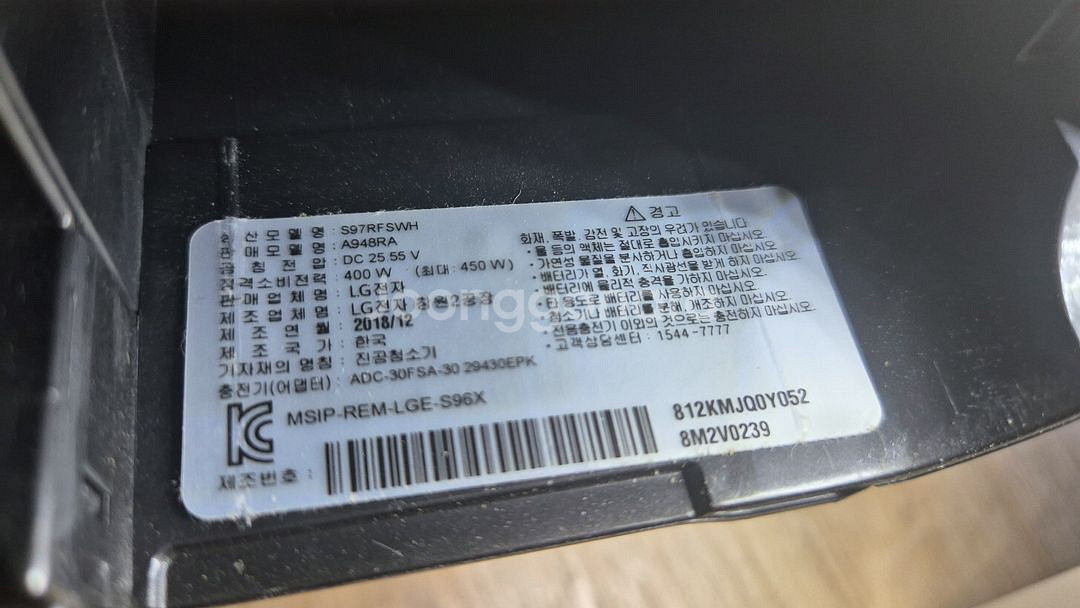 생산모델명 : S97RFSWH
판매모델명 : A948RA
공칭전압 : DC 25.55 V
정격소비전력 : 400 W (최대 : 450 W)
판매업체명 : LG전자
제조업체명 : LG전자 창원2공장
제조연월 : 2018/12
제조국가 : 한국
기자재의 명칭 : 진공청소기
충전기(어댑터) : ADC-30FSA-30 29430EPK
MSIP-REM-LGE-S96X
제조번호 :
812KMJQ0Y052
8M2V0239
⚠ 경고
화재, 폭발, 감전 및 고장의 우려가 있습니다
• 물 등의 액체는 절대로 흡입시키지 마십시오
• 가연성 물질을 분사하거나 흡입하지 마십시오
• 배터리가 열, 화기, 직사광선을 받게 하지 마십시오
• 배터리에 물리적 충격을 가하지 마십시오
• 타 용도로 배터리를 사용하지 마십시오
• 청소기나 배터리를 분해, 개조하지 마십시오
• 전용충전기 이외의 것으로는 충전하지 마십시오
• 고객상담센터 : 1544-7777